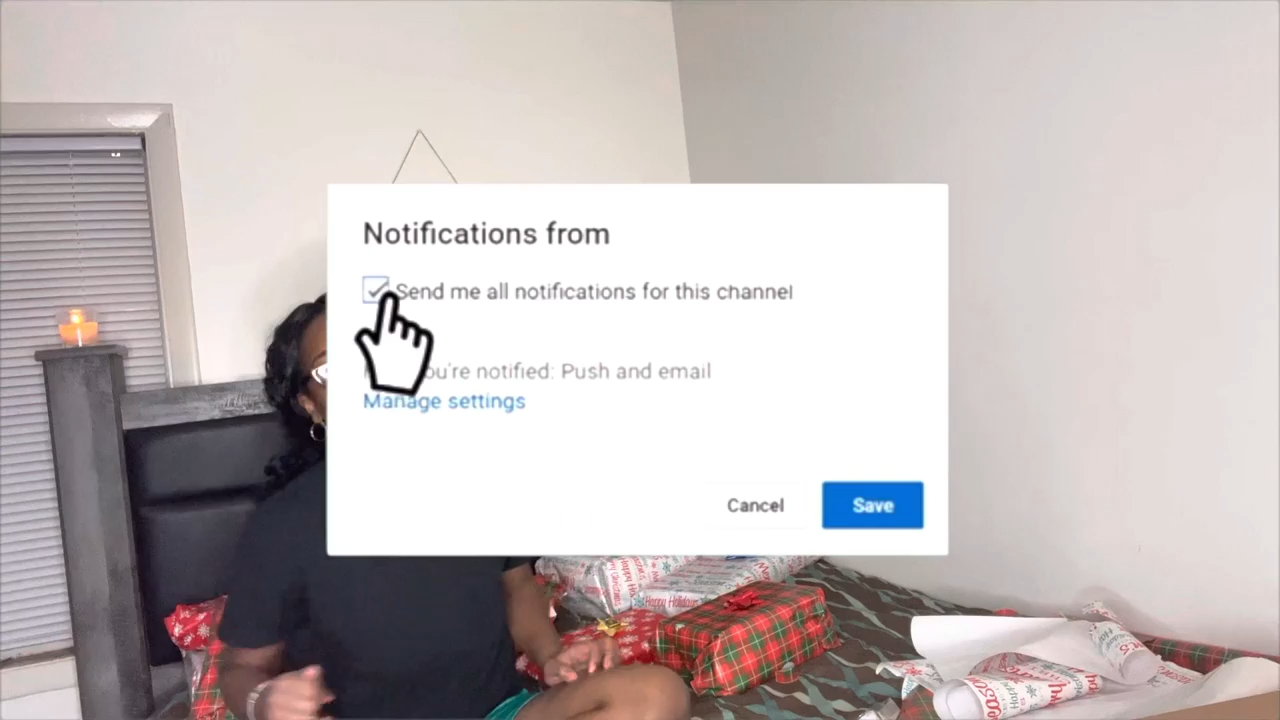 Notifications from
Send me all notifications for this channel
you're notified: Push and email
Manage settings
Cancel
Save
Happy Holidays